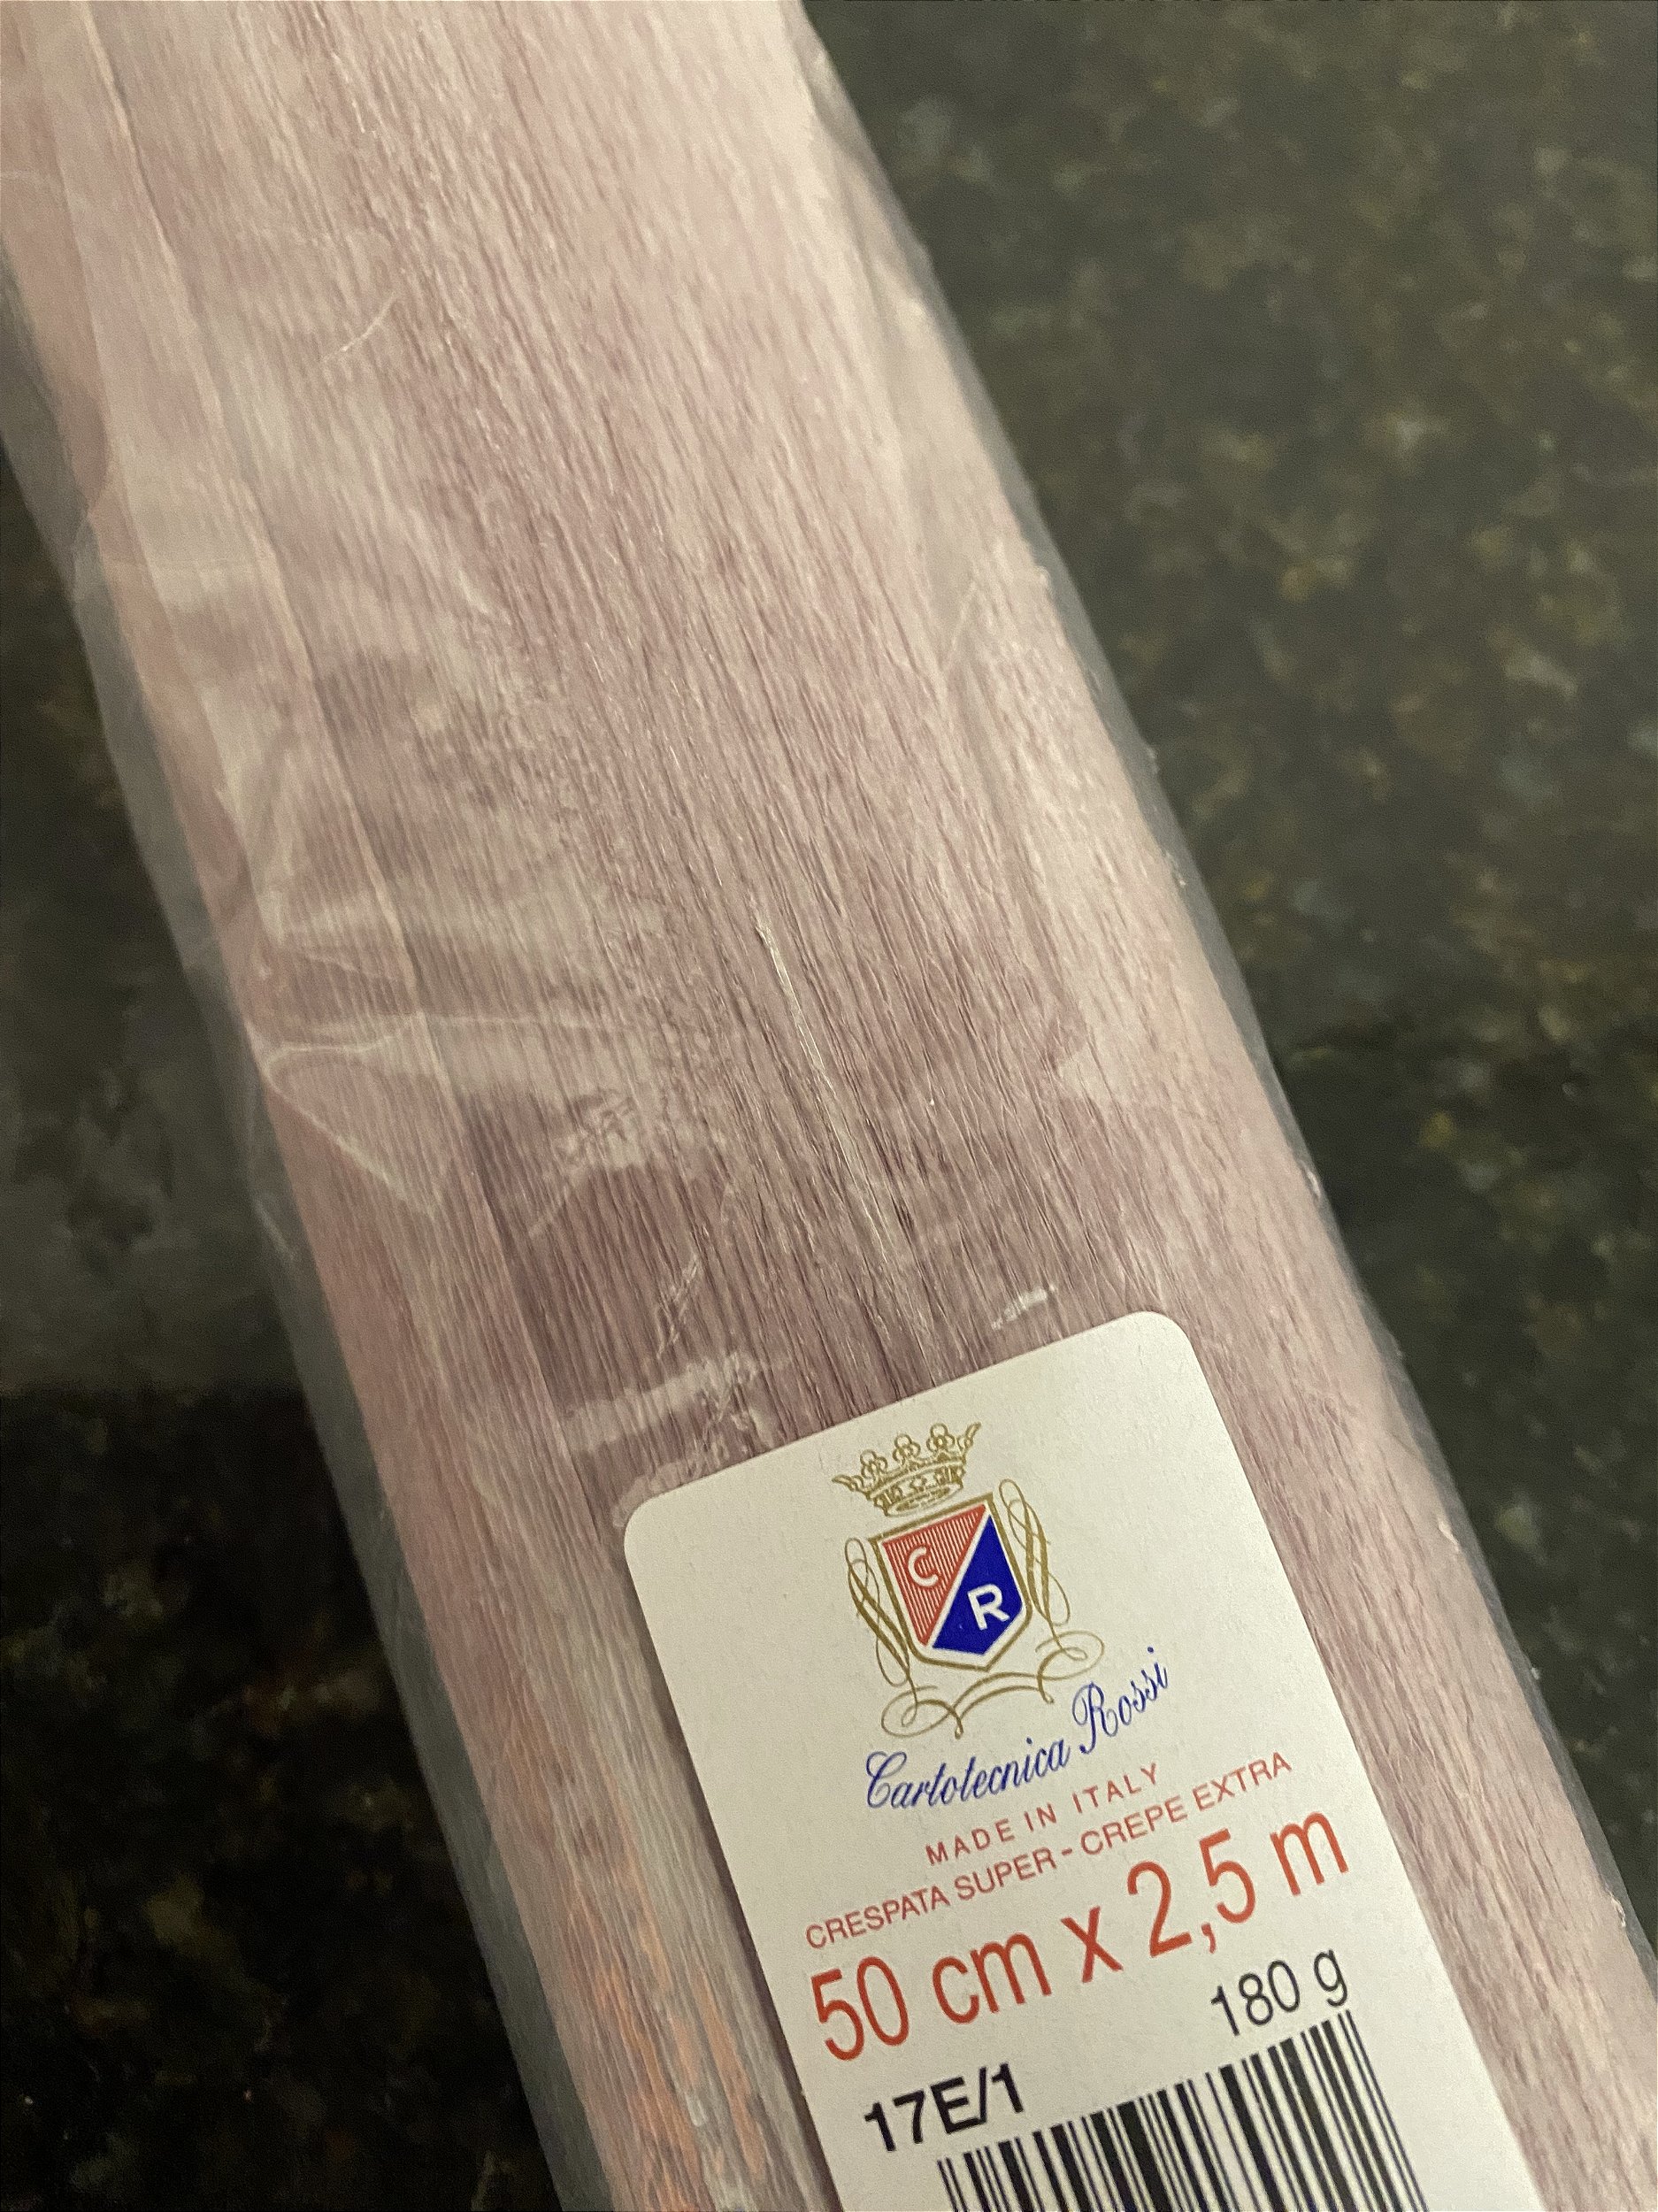 C
R
Cartotecnica Rossi
MADE IN ITALY
CRESPATA SUPER - CREPE EXTRA
50 cm x 2,5 m
180 g
17E/1